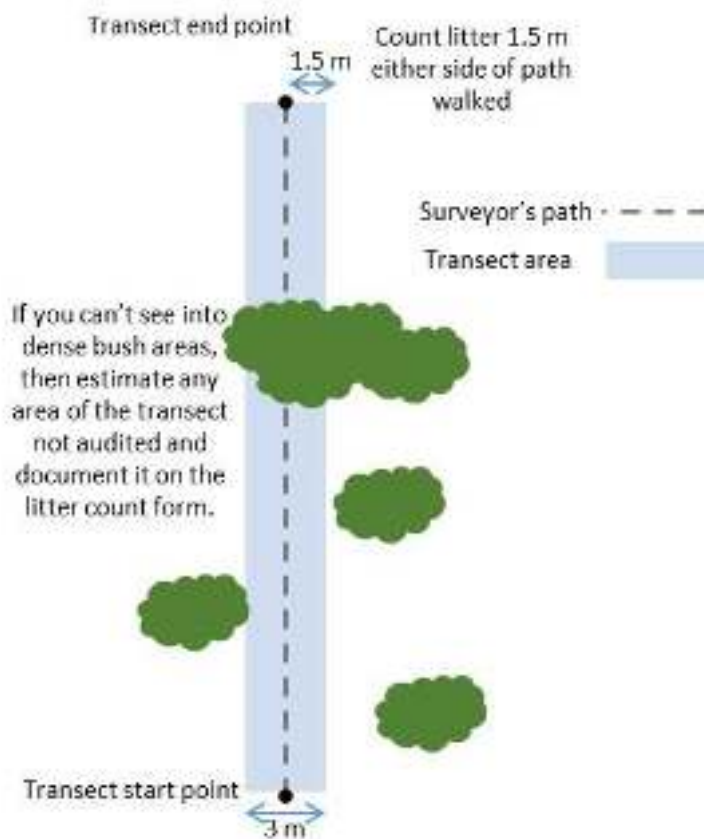 Transect end point
1.5 m
Count litter 1.5 m
either side of path
walked
Surveyor's path
Transect area
If you can't see into
dense bush areas,
then estimate any
area of the transect
not audited and
document it on the
litter count form.
Transect start point
3 m